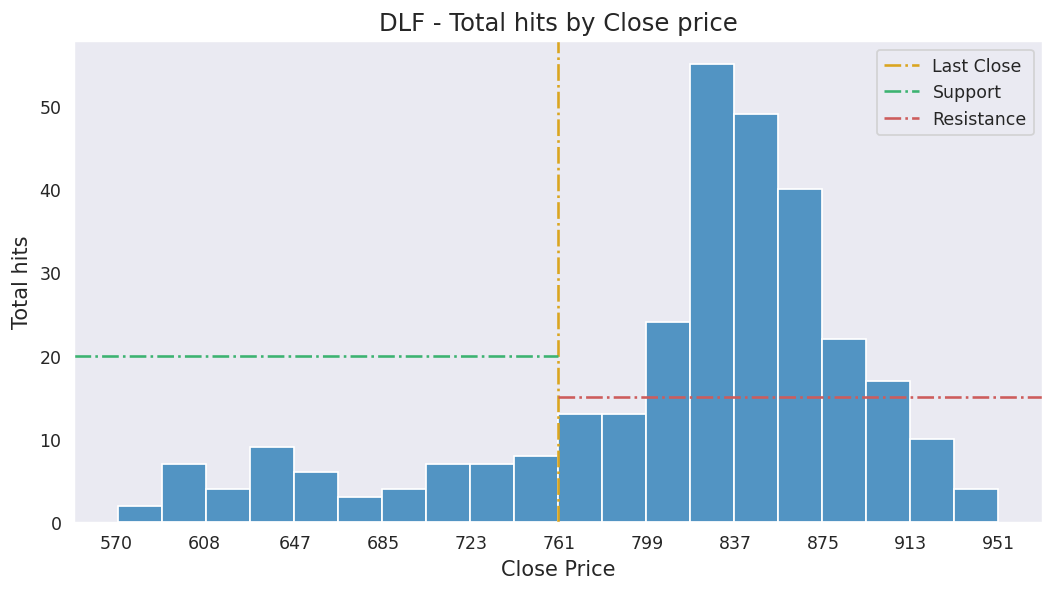 DLF - Total hits by Close price
Last Close
Support
Resistance
Total hits
50
40
30
20
10
0
570 608 647 685 723 761 799 837 875 913 951
Close Price